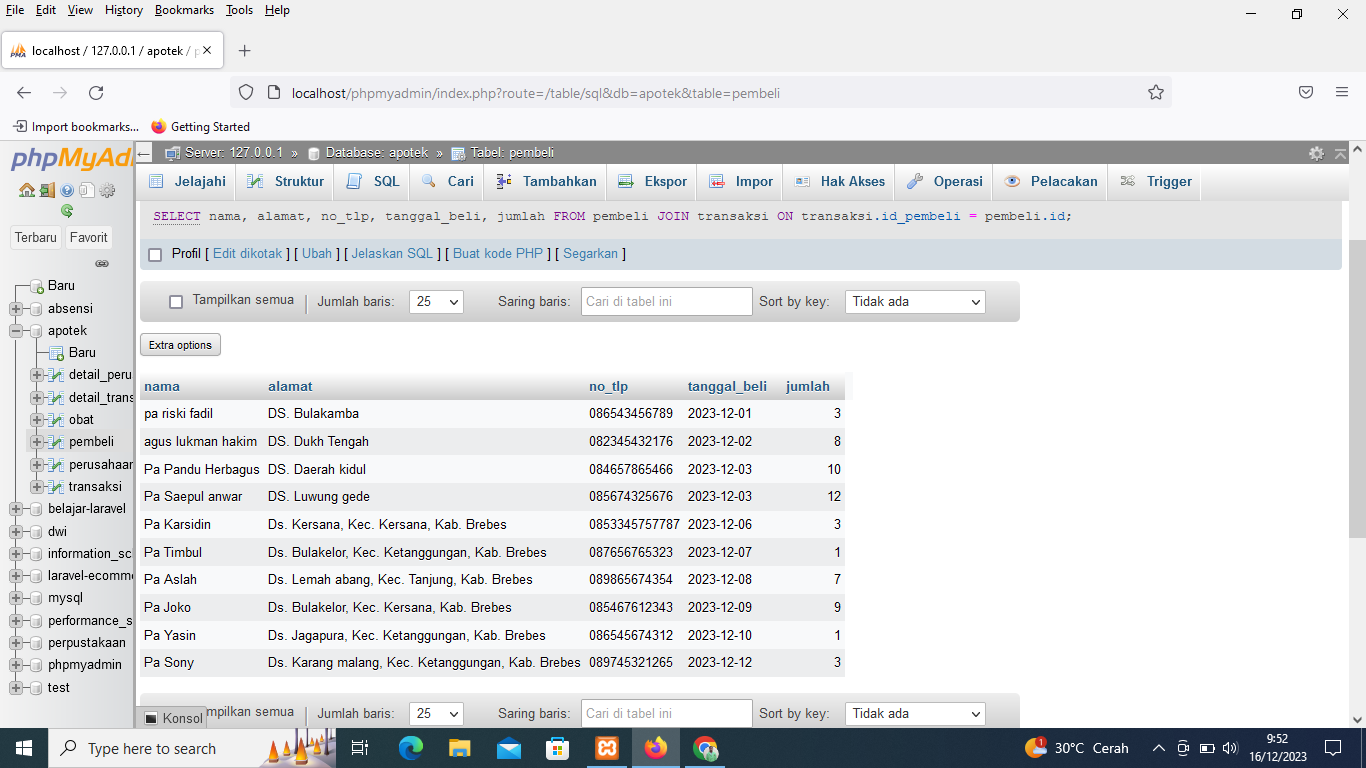 File Edit View History Bookmarks Tools Help
localhost / 127.0.0.1 / apotek / p
localhost/phpmyadmin/index.php?route=/table/sql&db=apotek&table=pembeli
Import bookmarks... Getting Started
phpMyAd
Server: 127.0.0.1 » Database: apotek » Tabel: pembeli
Jelajahi Struktur SQL Cari Tambahkan Ekspor Impor Hak Akses Operasi Pelacakan Trigger
Terbaru Favorit
Baru
absensi
apotek
Baru
detail_peru
detail_trans
obat
pembeli
perusahaan
transaksi
belajar-laravel
dwi
information_sc
laravel-ecomme
mysql
performance_s
perpustakaan
phpmyadmin
test
SELECT nama, alamat, no_tlp, tanggal_beli, jumlah FROM pembeli JOIN transaksi ON transaksi.id_pembeli = pembeli.id;
Profil [ Edit dikotak ] [ Ubah ] [ Jelaskan SQL ] [ Buat kode PHP ] [ Segarkan ]
Tampilkan semua Jumlah baris: 25 Saring baris: Cari di tabel ini Sort by key: Tidak ada
Extra options
nama alamat no_tlp tanggal_beli jumlah
pa riski fadil DS. Bulakamba 086543456789 2023-12-01 3
agus lukman hakim DS. Dukh Tengah 082345432176 2023-12-02 8
Pa Pandu Herbagus DS. Daerah kidul 084657865466 2023-12-03 10
Pa Saepul anwar DS. Luwung gede 085674325676 2023-12-03 12
Pa Karsidin Ds. Kersana, Kec. Kersana, Kab. Brebes 0853345757787 2023-12-06 3
Pa Timbul Ds. Bulakelor, Kec. Ketanggungan, Kab. Brebes 087656765323 2023-12-07 1
Pa Aslah Ds. Lemah abang, Kec. Tanjung, Kab. Brebes 089865674354 2023-12-08 7
Pa Joko Ds. Bulakelor, Kec. Kersana, Kab. Brebes 085467612343 2023-12-09 9
Pa Yasin Ds. Jagapura, Kec. Ketanggungan, Kab. Brebes 086545674312 2023-12-10 1
Pa Sony Ds. Karang malang, Kec. Ketanggungan, Kab. Brebes 089745321265 2023-12-12 3
Konsol mpilkan semua Jumlah baris: 25 Saring baris: Cari di tabel ini Sort by key: Tidak ada
Type here to search
1 30°C Cerah
9:52
16/12/2023